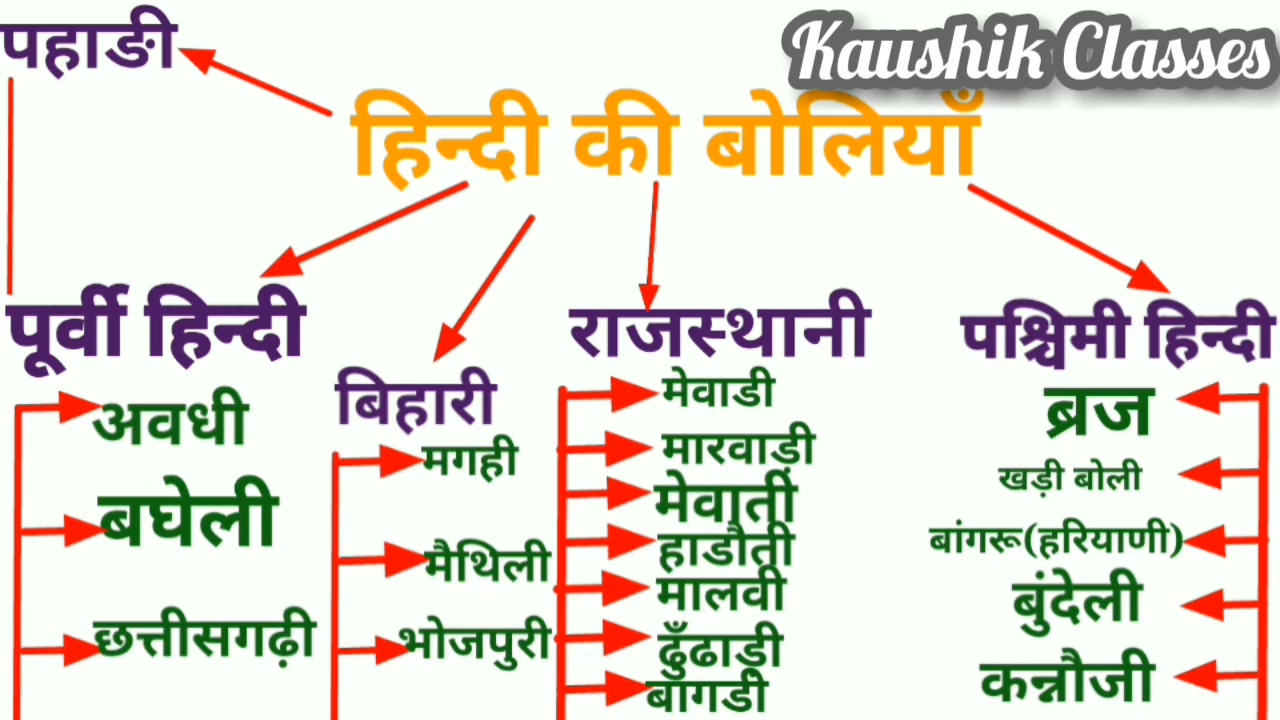 पहाङी
Kaushik Classes
हिन्दी की बोलियाँ
पूर्वी हिन्दी
अवधी
बघेली
छत्तीसगढ़ी
बिहारी
मगही
मैथिली
भोजपुरी
राजस्थानी
मेवाडी
मारवाड़ी
मेवाती
हाडौती
मालवी
ढुँढाड़ी
बागडी
पश्चिमी हिन्दी
ब्रज
खड़ी बोली
बांगरू(हरियाणी)
बुंदेली
कन्नौजी